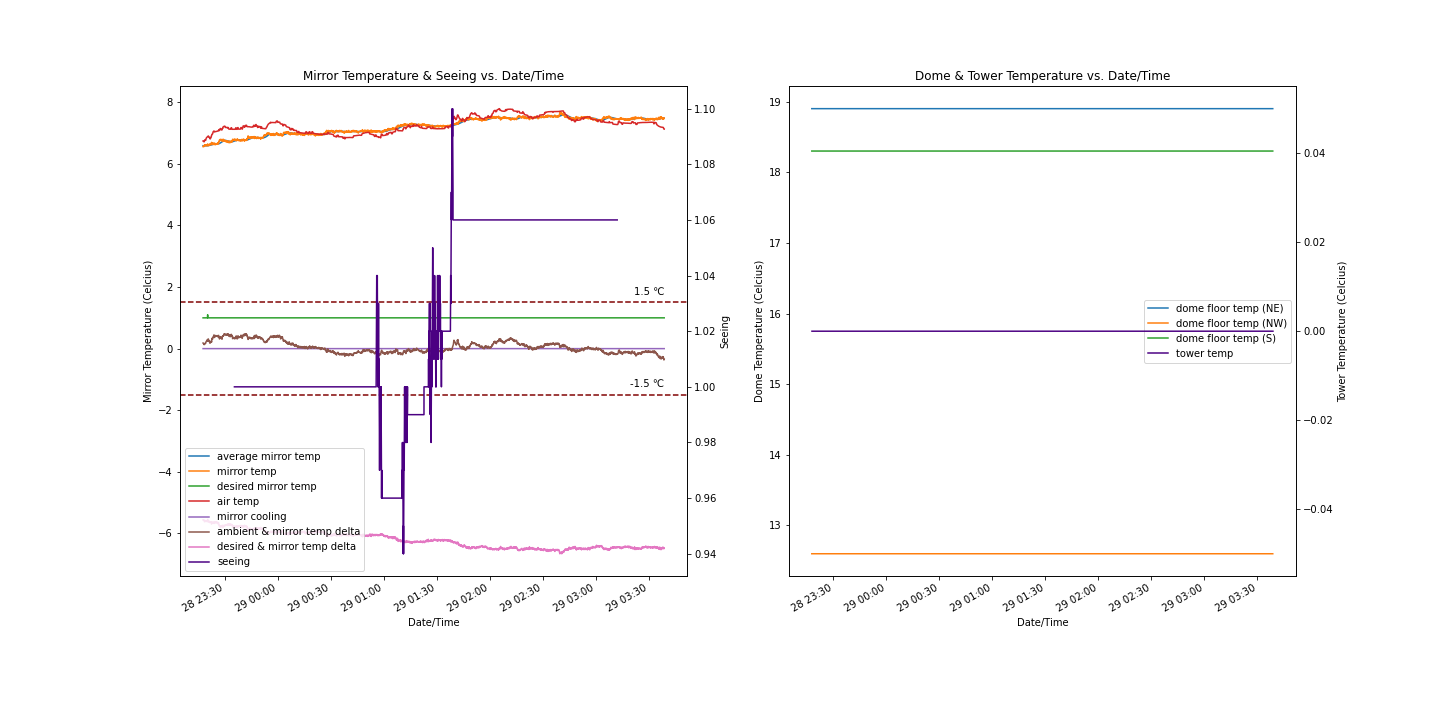 Mirror Temperature & Seeing vs. Date/Time
8
6
4
2
0
−2
−4
−6
Mirror Temperature (Celcius)
1.5 °C
-1.5 °C
average mirror temp
mirror temp
desired mirror temp
air temp
mirror cooling
ambient & mirror temp delta
desired & mirror temp delta
seeing
1.10
1.08
1.06
1.04
1.02
1.00
0.98
0.96
0.94
Seeing
28 23:30
29 00:00
29 00:30
29 01:00
29 01:30
29 02:00
29 02:30
29 03:00
29 03:30
Date/Time
Dome & Tower Temperature vs. Date/Time
19
18
17
16
15
14
13
Dome Temperature (Celcius)
dome floor temp (NE)
dome floor temp (NW)
dome floor temp (S)
tower temp
0.04
0.02
0.00
−0.02
−0.04
Tower Temperature (Celcius)
28 23:30
29 00:00
29 00:30
29 01:00
29 01:30
29 02:00
29 02:30
29 03:00
29 03:30
Date/Time